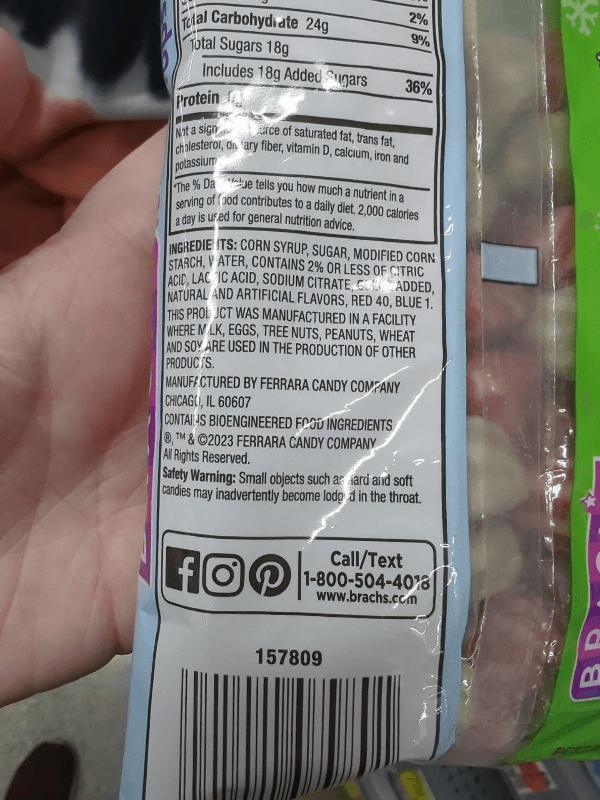 2%
Total Carbohydrate 24g 9%
Total Sugars 18g
Includes 18g Added Sugars 36%
Protein
Not a source of saturated fat, trans fat,
cholesterol, dietary fiber, vitamin D, calcium, iron and
potassium
*The % Daily Value tells you how much a nutrient in a
serving of food contributes to a daily diet. 2,000 calories
a day is used for general nutrition advice.
INGREDIENTS: CORN SYRUP, SUGAR, MODIFIED CORN
STARCH, WATER, CONTAINS 2% OR LESS OF CITRIC
ACID, LACTIC ACID, SODIUM CITRATE, ADDED,
NATURAL AND ARTIFICIAL FLAVORS, RED 40, BLUE 1.
THIS PRODUCT WAS MANUFACTURED IN A FACILITY
WHERE MILK, EGGS, TREE NUTS, PEANUTS, WHEAT
AND SOY ARE USED IN THE PRODUCTION OF OTHER
PRODUCTS.
MANUFACTURED BY FERRARA CANDY COMPANY
CHICAGO, IL 60607
CONTAINS BIOENGINEERED FOOD INGREDIENTS
®, ™ & ©2023 FERRARA CANDY COMPANY
All Rights Reserved.
Safety Warning: Small objects such as hard and soft
candies may inadvertently become lodged in the throat.
Call/Text
1-800-504-4018
www.brachs.com
157809